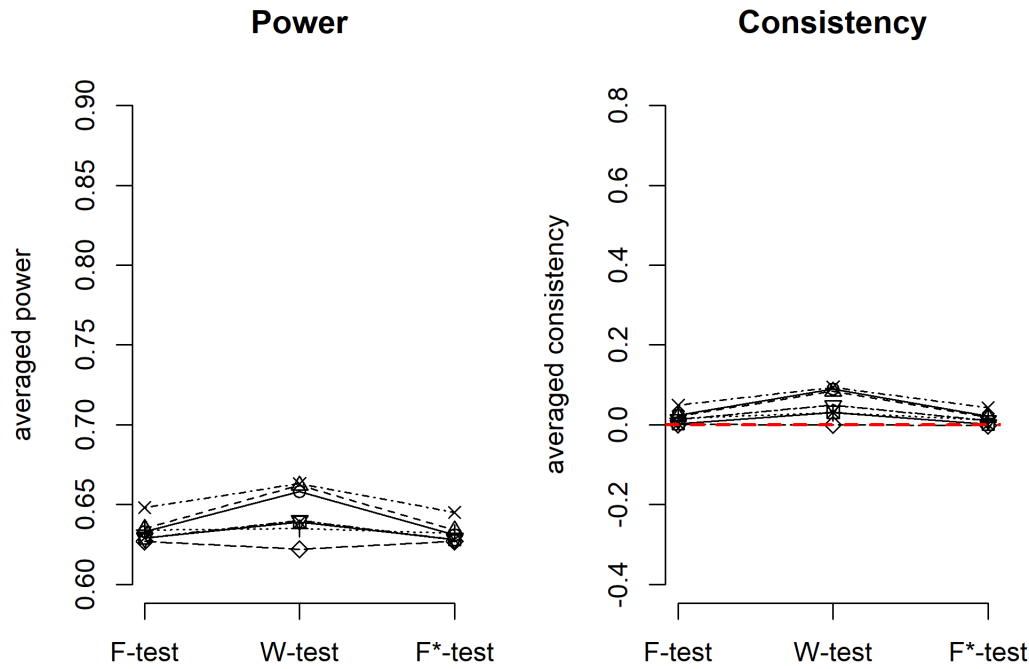 Power
averaged power
0.90
0.85
0.80
0.75
0.70
0.65
0.60
F-test W-test F*-test
Consistency
averaged consistency
0.8
0.6
0.4
0.2
0.0
-0.2
-0.4
F-test W-test F*-test